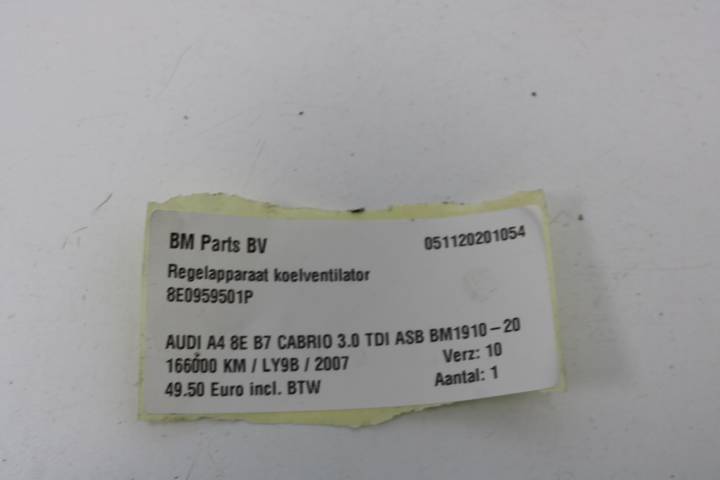 BM Parts BV 051120201054
Regelapparaat koelventilator
8E0959501P
AUDI A4 8E B7 CABRIO 3.0 TDI ASB BM1910-20
166000 KM / LY9B / 2007 Verz: 10
49.50 Euro incl. BTW Aantal: 1